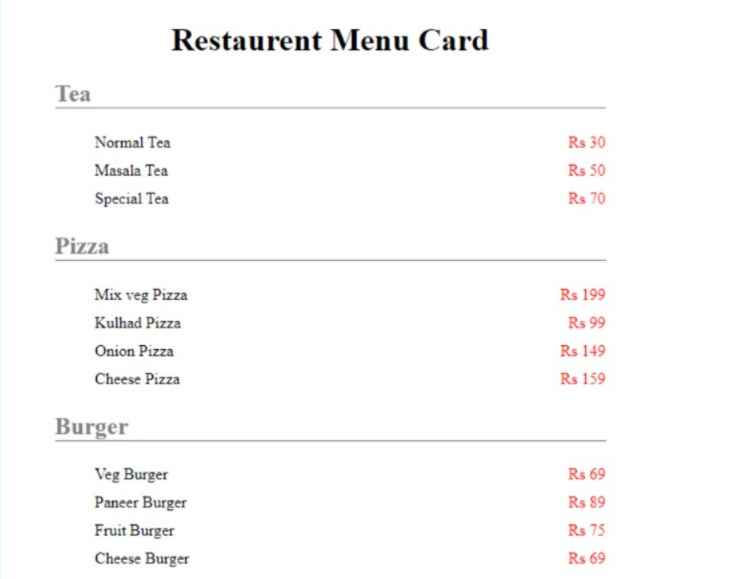 Restaurent Menu Card
Tea
Normal Tea Rs 30
Masala Tea Rs 50
Special Tea Rs 70
Pizza
Mix veg Pizza Rs 199
Kulhad Pizza Rs 99
Onion Pizza Rs 149
Cheese Pizza Rs 159
Burger
Veg Burger Rs 69
Paneer Burger Rs 89
Fruit Burger Rs 75
Cheese Burger Rs 69